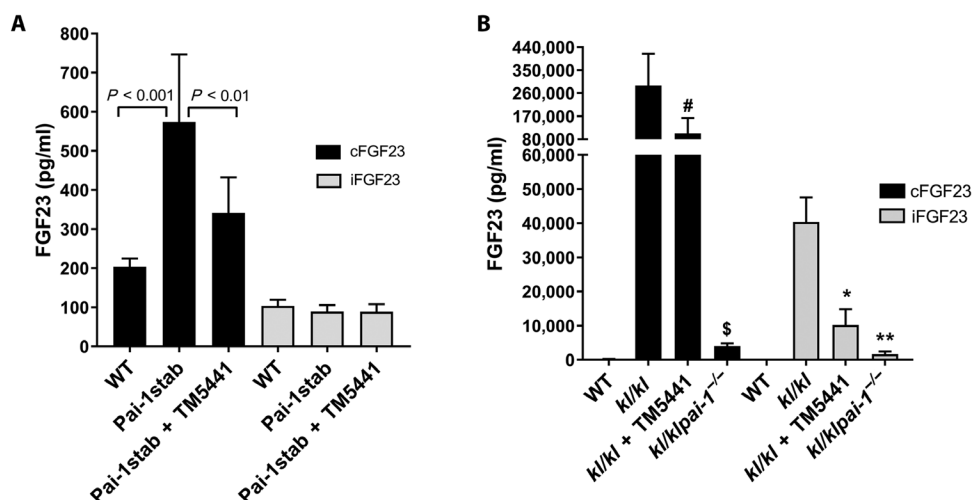 A
FGF23 (pg/ml)
800
700
600
500
400
300
200
100
0
P < 0.001
P < 0.01
cFGF23
iFGF23
WT
Pai-1stab
Pai-1stab + TM5441
WT
Pai-1stab
Pai-1stab + TM5441
B
FGF23 (pg/ml)
440,000
350,000
260,000
170,000
80,000
60,000
50,000
40,000
30,000
20,000
10,000
0
#
$
*
**
cFGF23
iFGF23
WT
kl/kl
kl/kl + TM5441
kl/klpai-1−/−
WT
kl/kl
kl/kl + TM5441
kl/klpai-1−/−